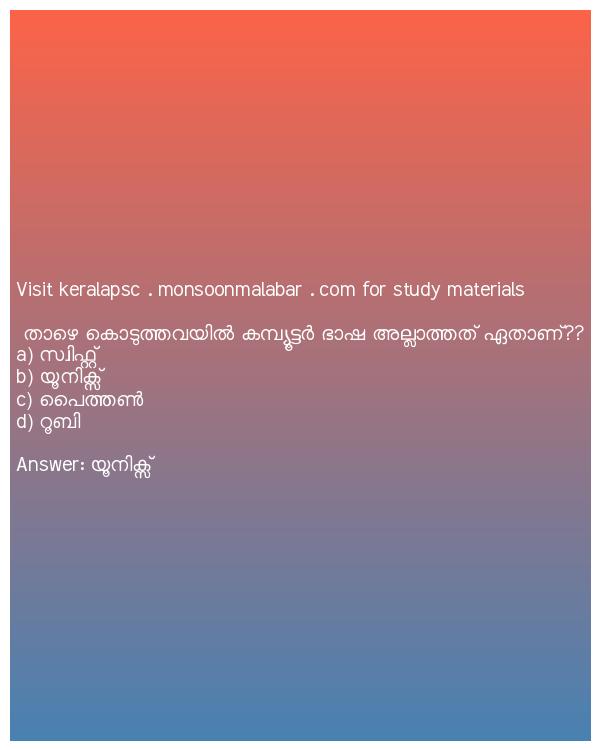 Visit keralapsc . monsoonmalabar . com for study materials
താഴെ കൊടുത്തവയിൽ കമ്പ്യൂട്ടർ ഭാഷ അല്ലാത്തത് ഏതാണ്??
a) സ്വിഫ്റ്റ്
b) യൂനിക്സ്
c) പൈത്തൺ
d) റൂബി
Answer: യൂനിക്സ്